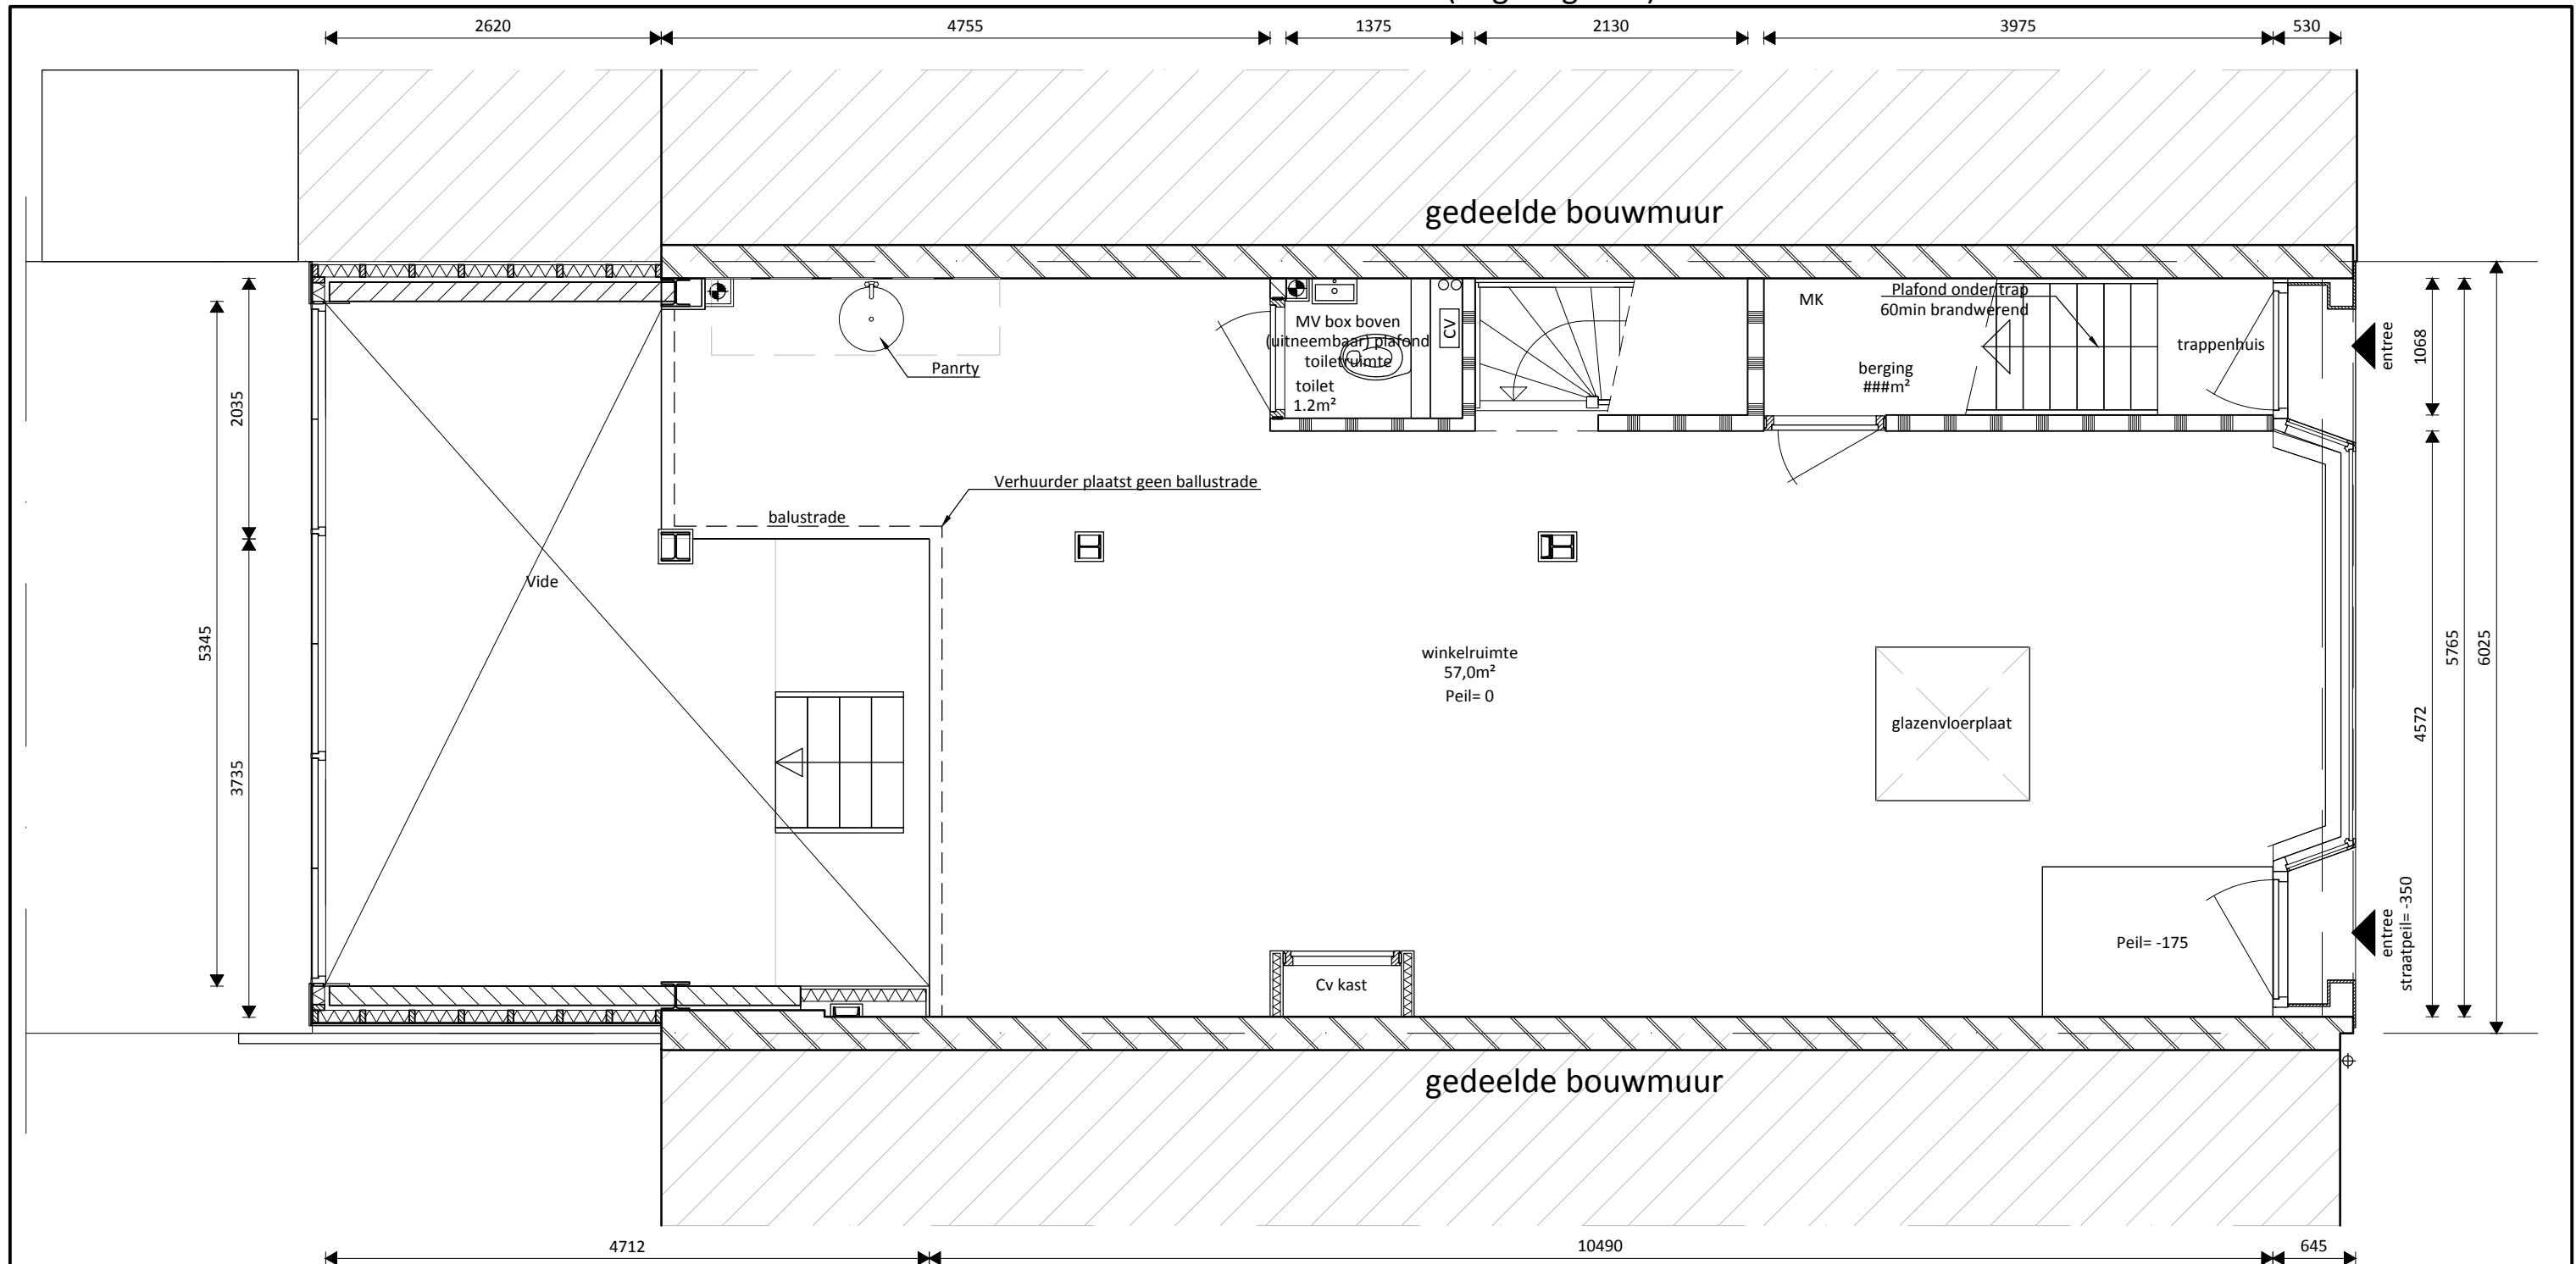 2620
4755
1375
2130
3975
530
gedeelde bouwmuur
MK
Plafond onder trap
60min brandwerend
MV box boven
(uitneembaar) plafond
toiletruimte
toilet
1.2m²
CV
Panrty
berging
###m²
trappenhuis
entree
1068
2035
Verhuurder plaatst geen ballustrade
balustrade
Vide
5345
3735
winkelruimte
57,0m²
Peil= 0
glazenvloerplaat
4572
5765
6025
Peil= -175
entree
straatpeil= -350
Cv kast
gedeelde bouwmuur
4712
10490
645